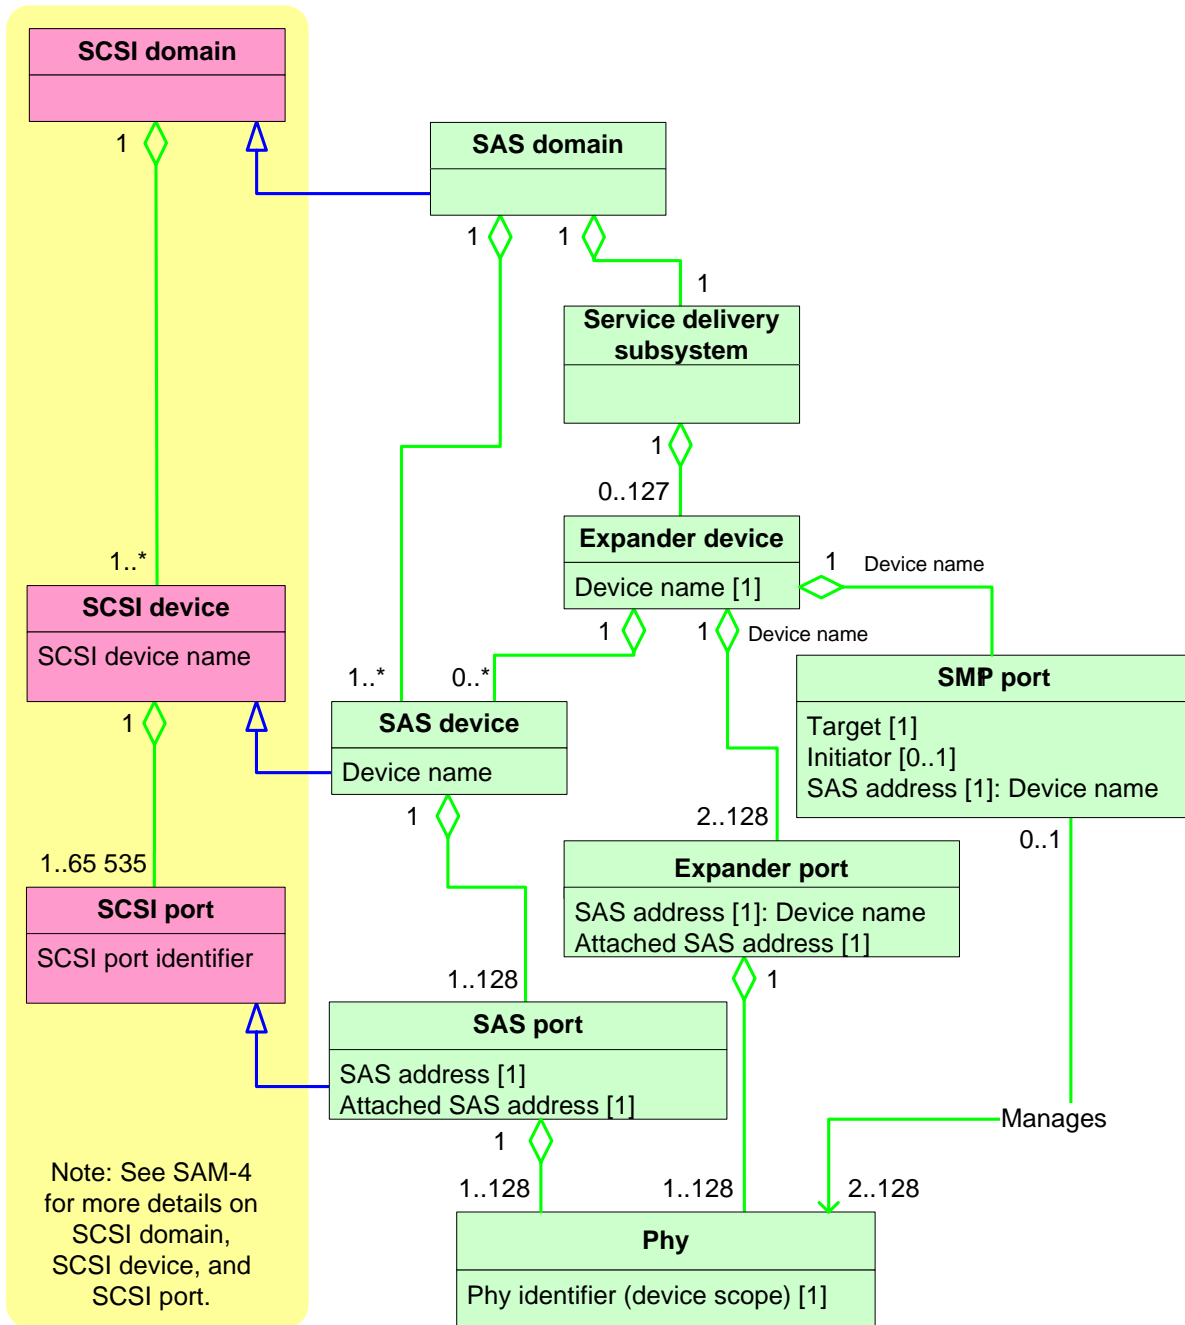 SCSI domain
1
SAS domain
1
1
1
Service delivery
subsystem
1
0..127
Expander device
Device name [1]
1
Device name
1
1
Device name
1..*
SCSI device
SCSI device name
1
1..*
0..*
SAS device
Device name
1
SMP port
Target [1]
Initiator [0..1]
SAS address [1]: Device name
0..1
2..128
Expander port
SAS address [1]: Device name
Attached SAS address [1]
1
1..65 535
SCSI port
SCSI port identifier
1..128
SAS port
SAS address [1]
Attached SAS address [1]
1
Manages
1..128
1..128
2..128
Phy
Phy identifier (device scope) [1]
Note: See SAM-4
for more details on
SCSI domain,
SCSI device, and
SCSI port.